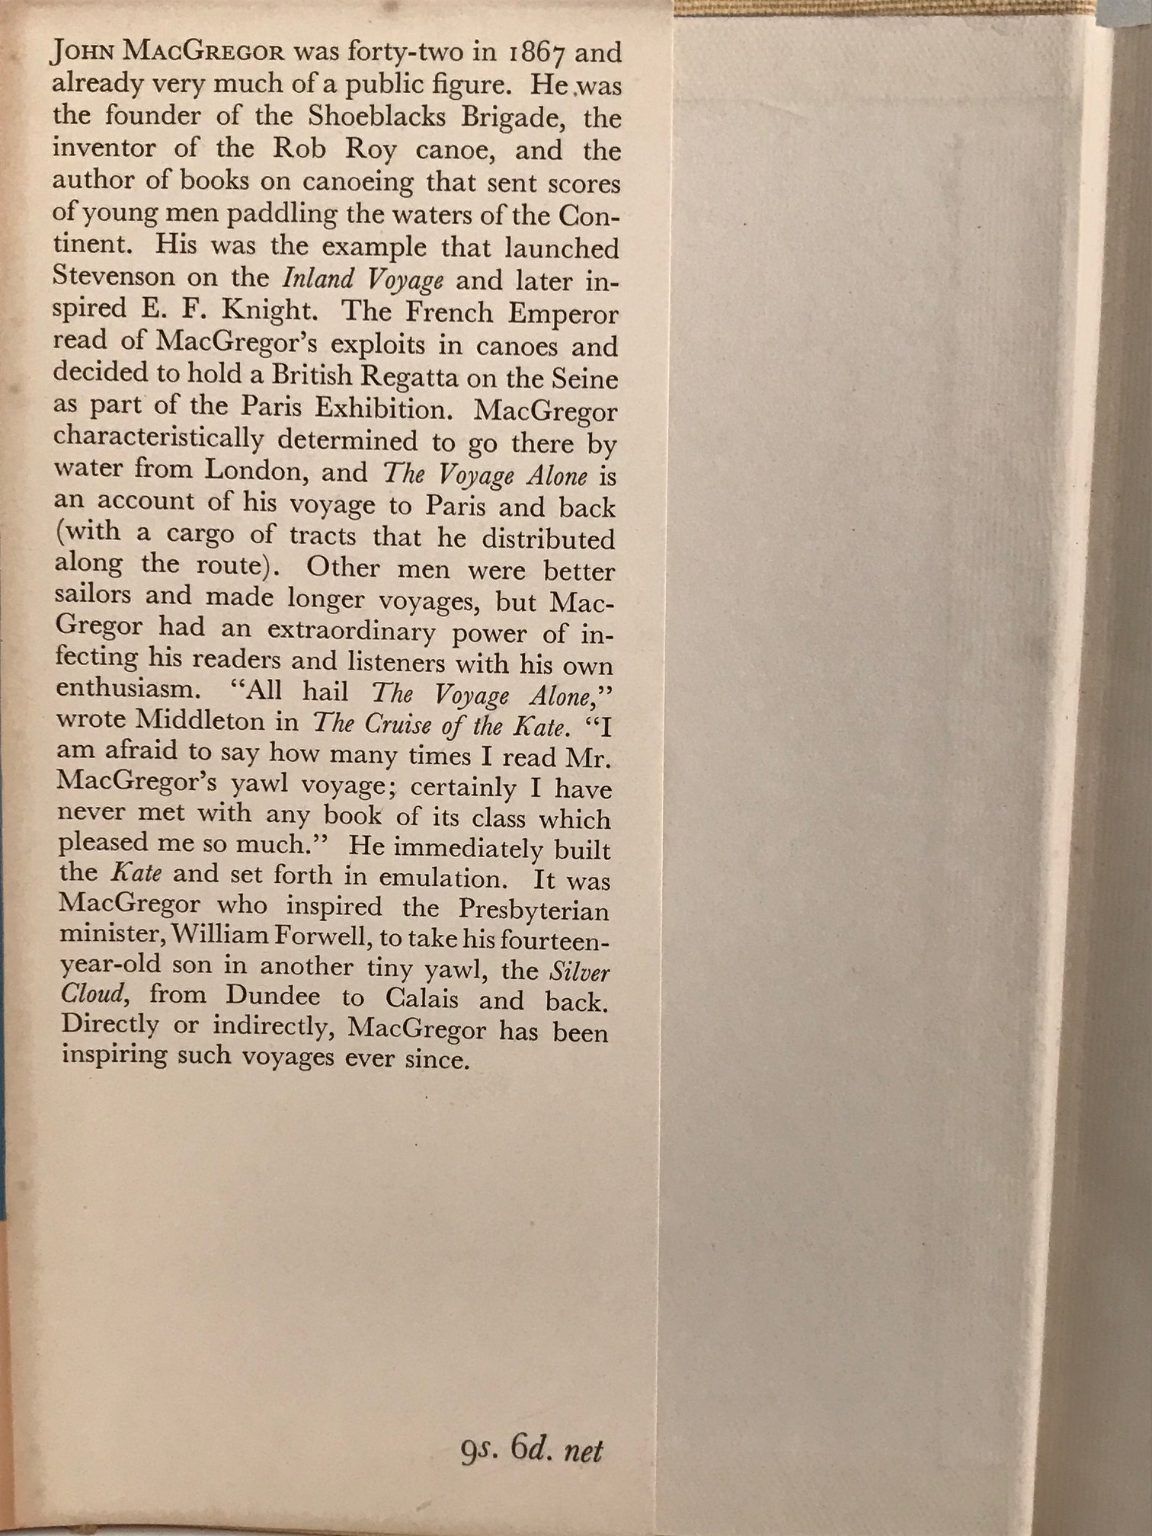 JOHN MACGREGOR was forty-two in 1867 and
already very much of a public figure. He was
the founder of the Shoeblacks Brigade, the
inventor of the Rob Roy canoe, and the
author of books on canoeing that sent scores
of young men paddling the waters of the Con-
tinent. His was the example that launched
Stevenson on the Inland Voyage and later in-
spired E. F. Knight. The French Emperor
read of MacGregor's exploits in canoes and
decided to hold a British Regatta on the Seine
as part of the Paris Exhibition. MacGregor
characteristically determined to go there by
water from London, and The Voyage Alone is
an account of his voyage to Paris and back
(with a cargo of tracts that he distributed
along the route). Other men were better
sailors and made longer voyages, but Mac-
Gregor had an extraordinary power of in-
fecting his readers and listeners with his own
enthusiasm. “All hail The Voyage Alone,”
wrote Middleton in The Cruise of the Kate. “I
am afraid to say how many times I read Mr.
MacGregor's yawl voyage; certainly I have
never met with any book of its class which
pleased me so much.” He immediately built
the Kate and set forth in emulation. It was
MacGregor who inspired the Presbyterian
minister, William Forwell, to take his fourteen-
year-old son in another tiny yawl, the Silver
Cloud, from Dundee to Calais and back.
Directly or indirectly, MacGregor has been
inspiring such voyages ever since.
9s. 6d. net